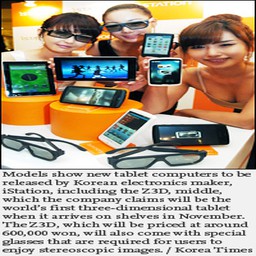 STATION
Models show new tablet computers to be
released by Korean electronics maker,
iStation, including the Z3D, middle,
which the company claims will be the
world's first three-dimensional tablet
when it arrives on shelves in November.
The Z3D, which will be priced at around
600,000 won, will also come with special
glasses that are required for users to
enjoy stereoscopic images. / Korea Times